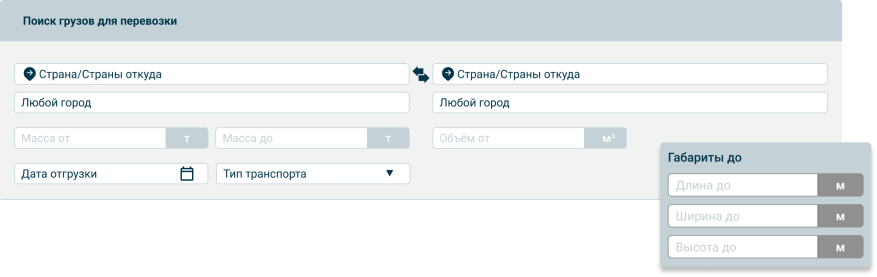 Поиск грузов для перевозки
Страна/Страны откуда Страна/Страны откуда
Любой город Любой город
Масса от т Масса до т Объём от м³
Габариты до
Дата отгрузки Тип транспорта
Длина до м
Ширина до м
Высота до м